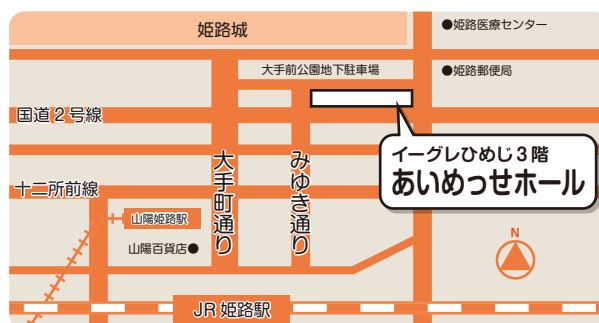 姫路城
●姫路医療センター
大手前公園地下駐車場
●姫路郵便局
国道2号線
イーグレひめじ3階
あいめっせホール
大手町通り
みゆき通り
十二所前線
山陽姫路駅
山陽百貨店●
N
JR 姫路駅